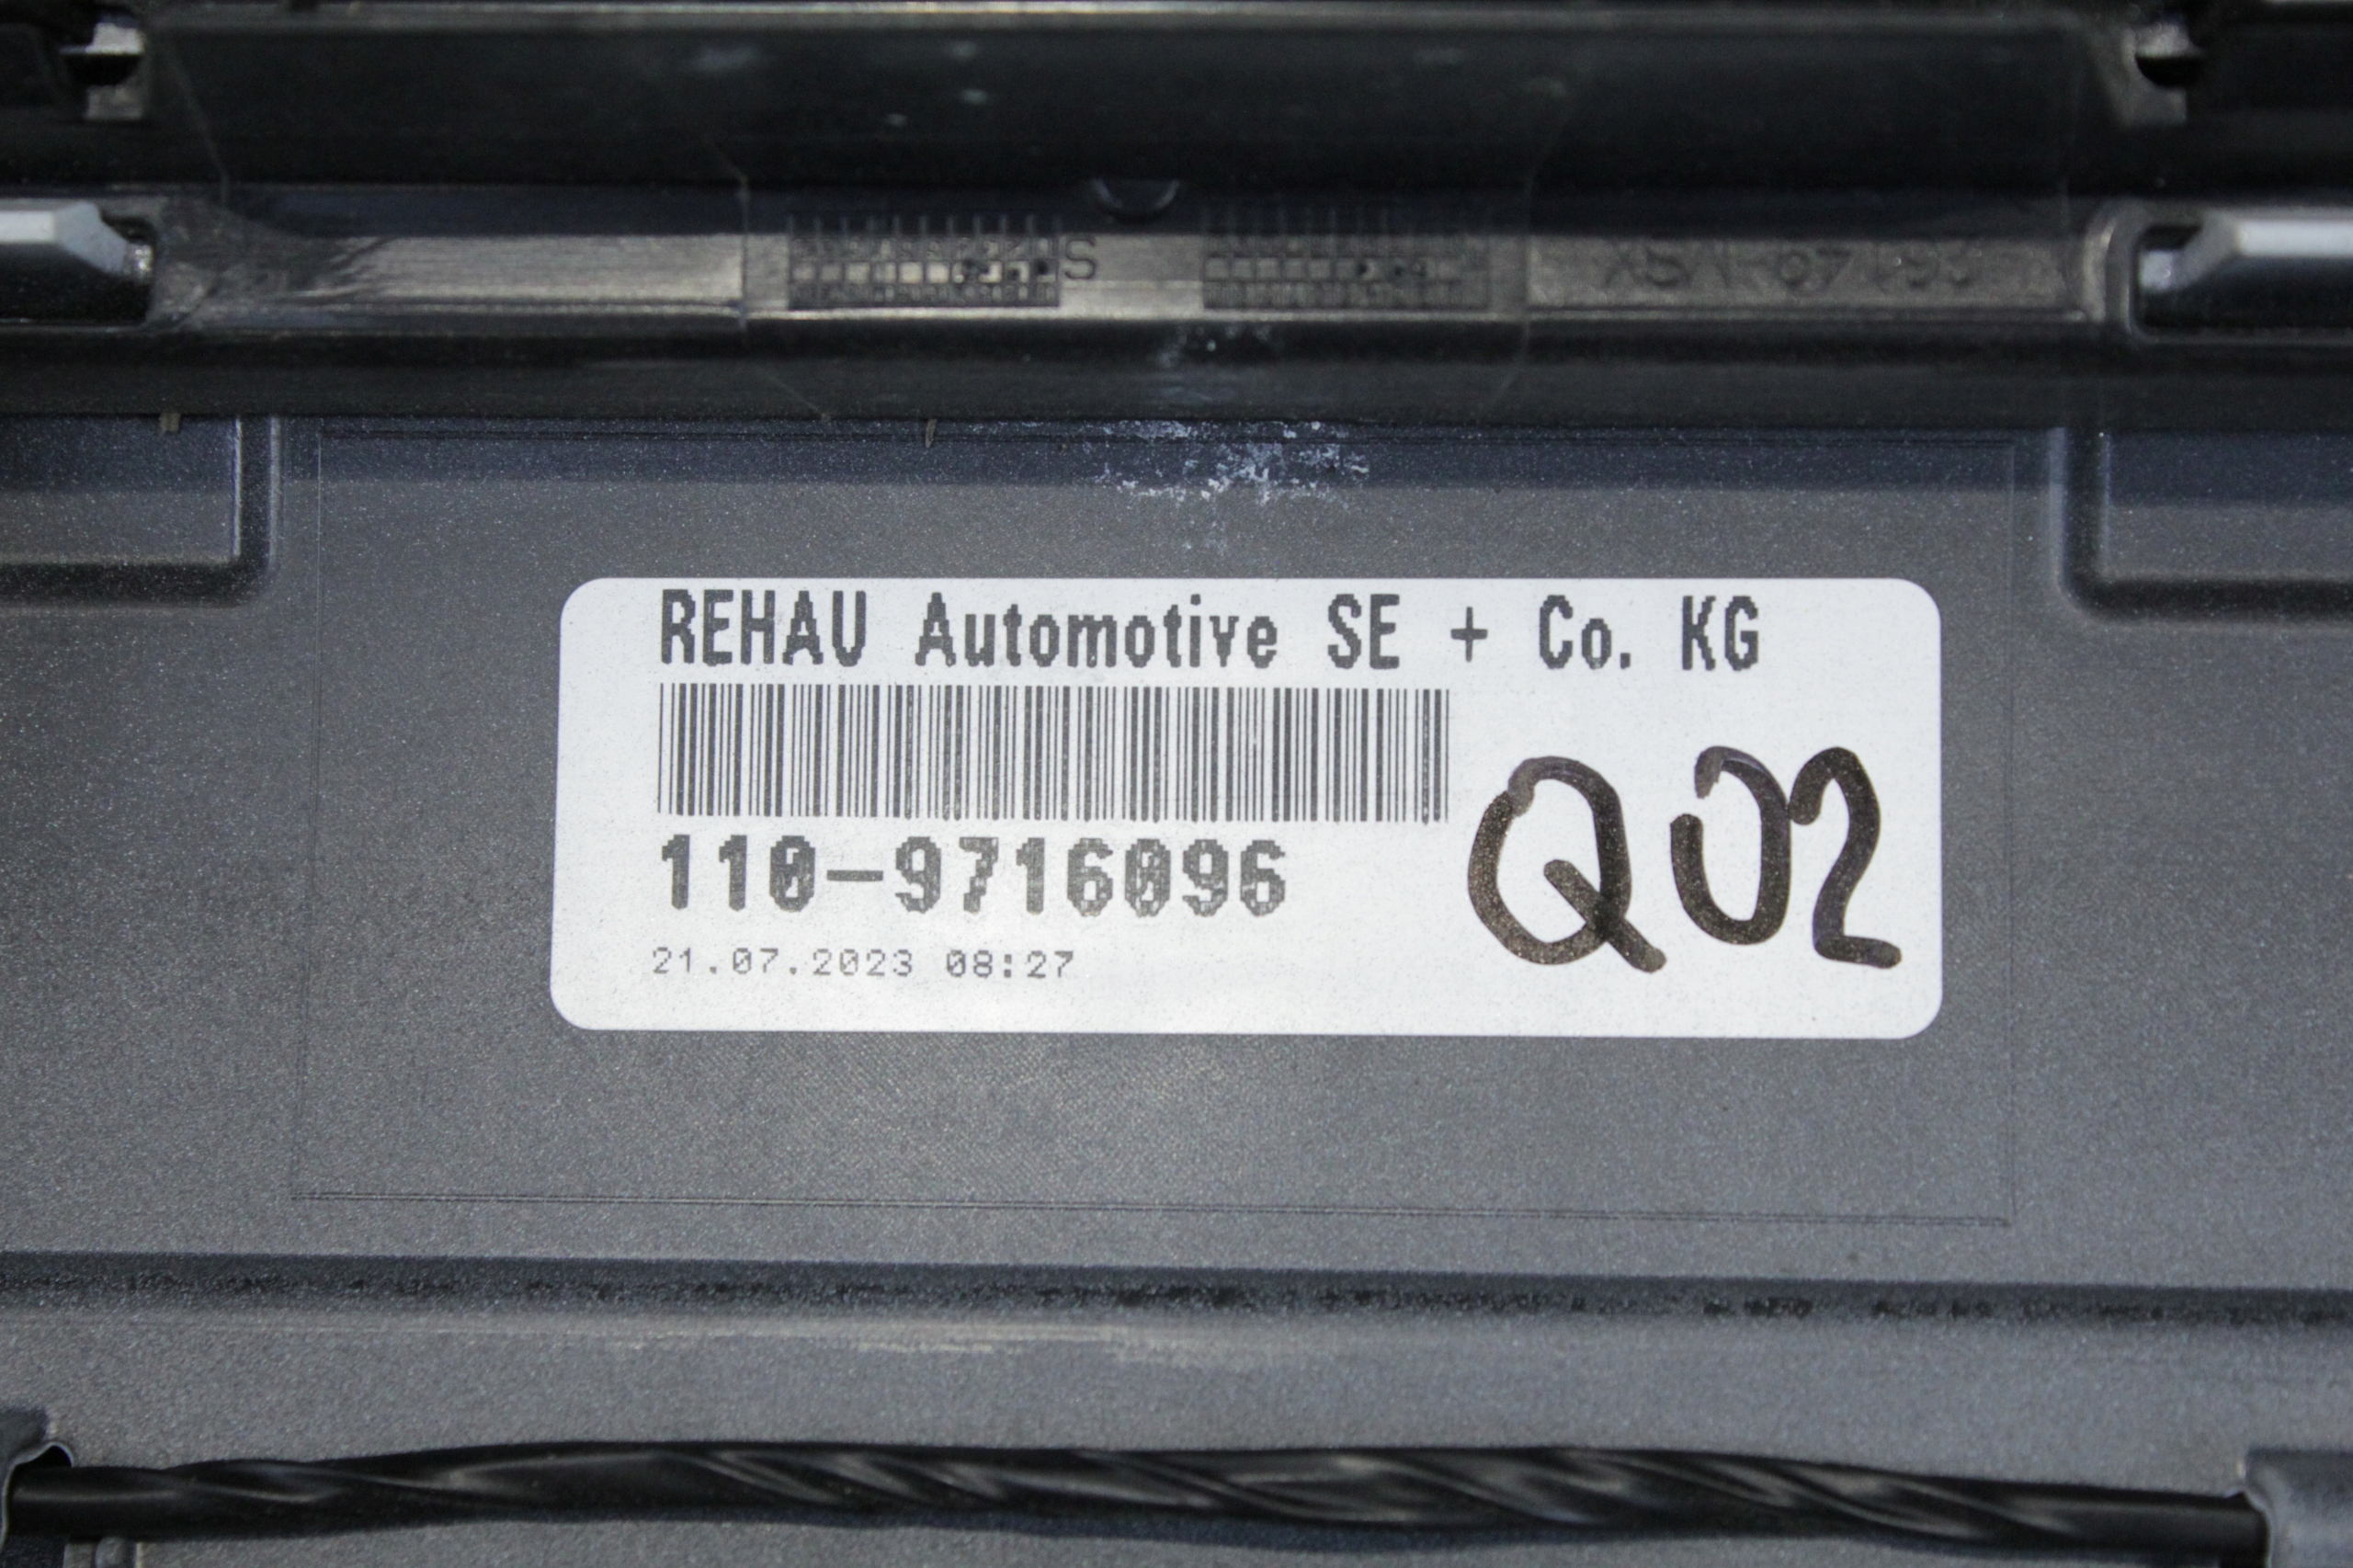 S
REHAU Automotive SE + Co. KG
110-9716096
Q02
21.07.2023 08:27